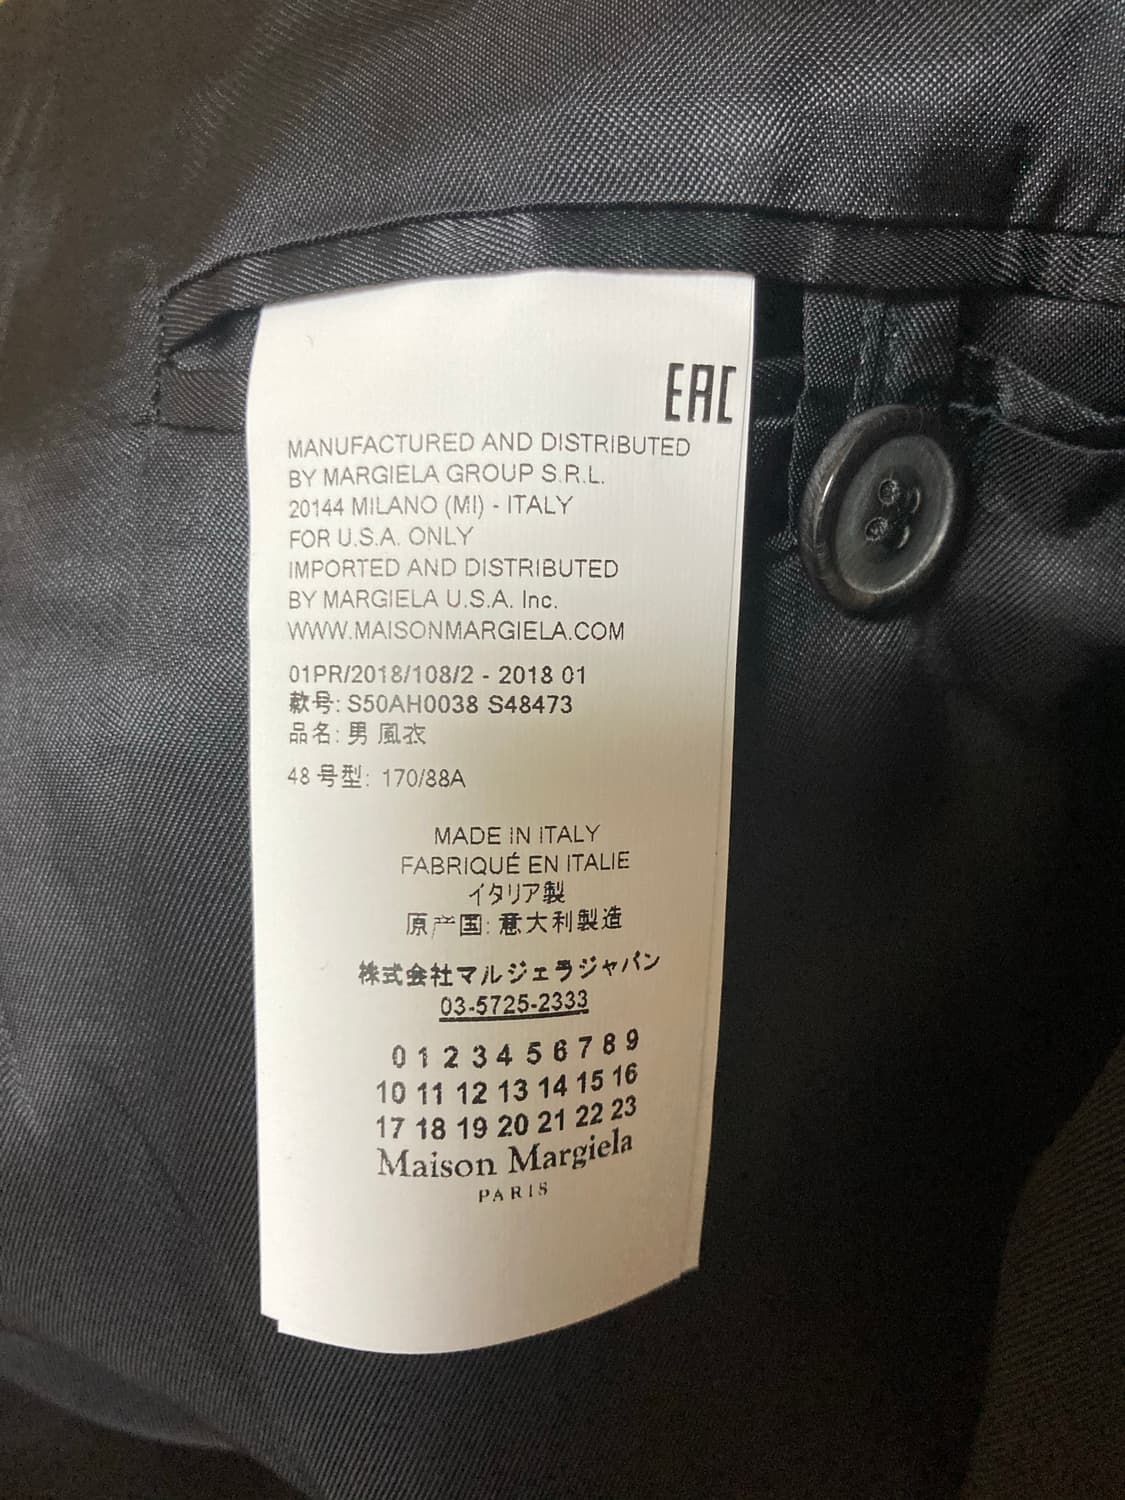 EAC
MANUFACTURED AND DISTRIBUTED
BY MARGIELA GROUP S.R.L.
20144 MILANO (MI) - ITALY
FOR U.S.A. ONLY
IMPORTED AND DISTRIBUTED
BY MARGIELA U.S.A. Inc.
WWW.MAISONMARGIELA.COM
01PR/2018/108/2 - 2018 01
款号: S50AH0038 S48473
品名: 男 風衣
48 号型: 170/88A
MADE IN ITALY
FABRIQUÉ EN ITALIE
イタリア製
原产国: 意大利製造
株式会社マルジェラジャパン
03-5725-2333
0 1 2 3 4 5 6 7 8 9
10 11 12 13 14 15 16
17 18 19 20 21 22 23
Maison Margiela
PARIS